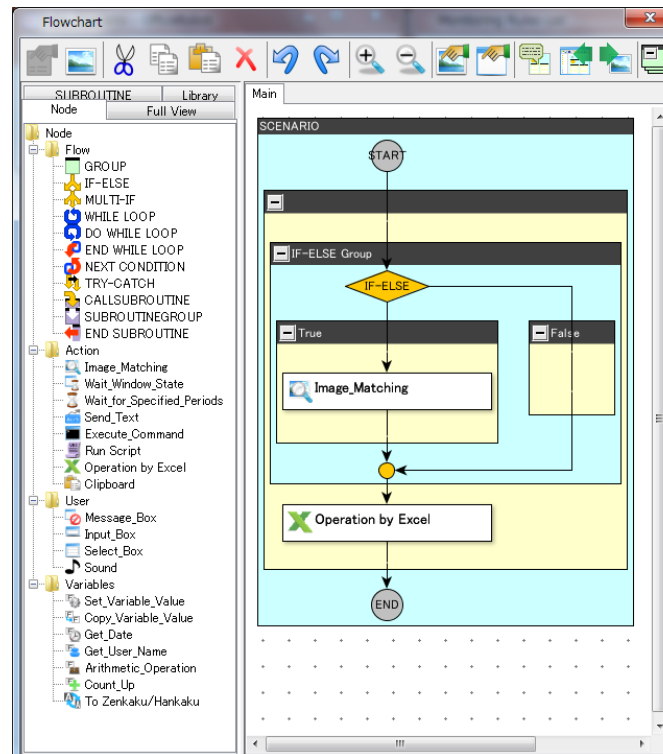 Flowchart
SUBROUTINE
Library
Node
Full View
Node
Flow
GROUP
IF-ELSE
MULTI-IF
WHILE LOOP
DO WHILE LOOP
END WHILE LOOP
NEXT CONDITION
TRY-CATCH
CALLSUBROUTINE
SUBROUTINEGROUP
END SUBROUTINE
Action
Image_Matching
Wait_Window_State
Wait_for_Specified_Periods
Send_Text
Execute_Command
Run Script
Operation by Excel
Clipboard
User
Message_Box
Input_Box
Select_Box
Sound
Variables
Set_Variable_Value
Copy_Variable_Value
Get_Date
Get_User_Name
Arithmetic_Operation
Count_Up
To Zenkaku/Hankaku
Main
SCENARIO
START
IF-ELSE Group
IF-ELSE
True
False
Image_Matching
Operation by Excel
END